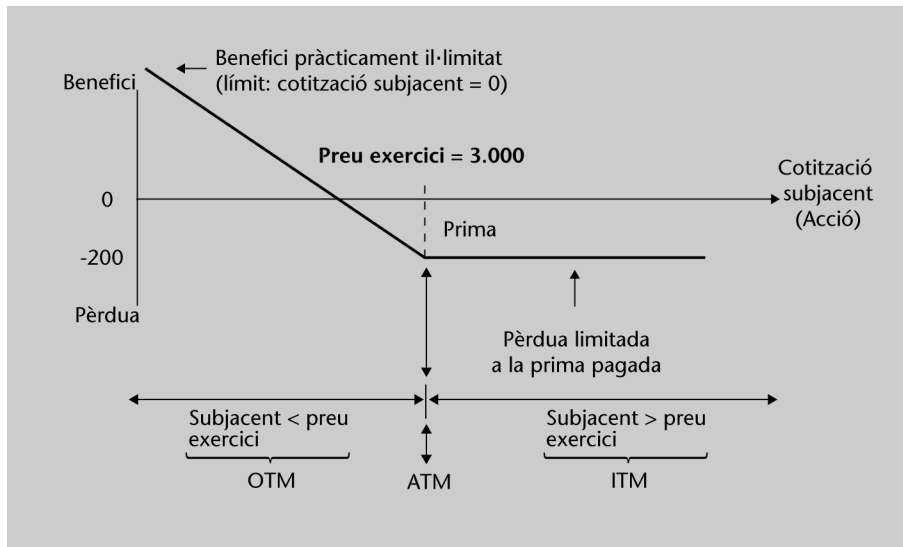 Benefici pràcticament il·limitat
(límit: cotització subjacent = 0)
Benefici
Preu exercici = 3.000
Cotització
subjacent
(Acció)
0
Prima
-200
Pèrdua
Pèrdua limitada
a la prima pagada
Subjacent < preu
exercici
Subjacent > preu
exercici
OTM
ATM
ITM